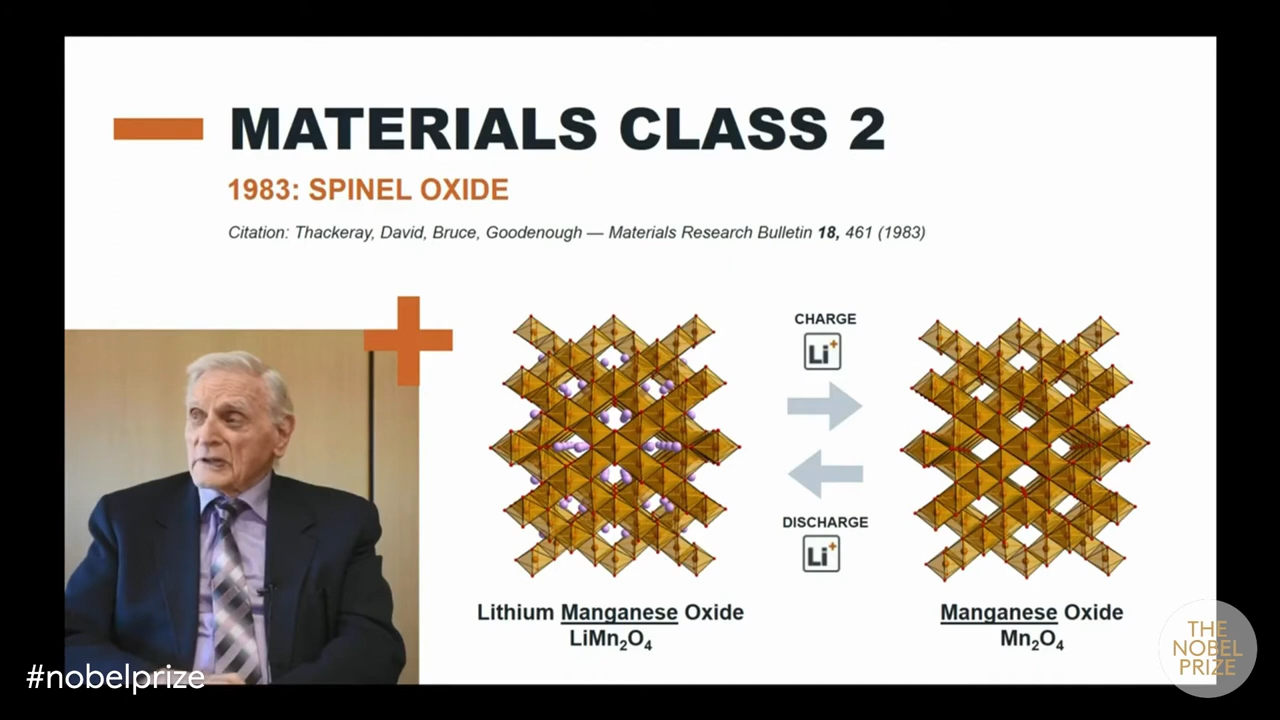 MATERIALS CLASS 2
1983: SPINEL OXIDE
Citation: Thackeray, David, Bruce, Goodenough — Materials Research Bulletin 18, 461 (1983)
CHARGE
Li+
DISCHARGE
Li+
Lithium Manganese Oxide
LiMn₂O₄
Manganese Oxide
Mn₂O₄
#nobelprize
THE
NOBEL
PRIZE